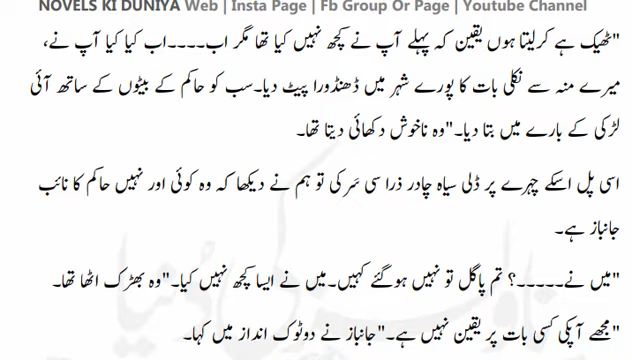 NOVELS KI DUNIYA Web | Insta Page | Fb Group Or Page | Youtube Channel
"ٹھیک ہے کرلیتا ہوں یقین کہ پہلے آپ نے کچھ نہیں کیا تھا مگر اب۔۔۔۔اب کیا کیا آپ نے،
میرے منہ سے نکلی بات کا پورے شہر میں ڈھنڈورا پیٹ دیا۔سب کو حاکم کے بیٹوں کے ساتھ آئی
لڑکی کے بارے میں بتا دیا۔"وہ ناخوش دکھائی دیتا تھا۔
اسی پل اسکے چہرے پر ڈلی سیاہ چادر ذرا سی سَرکی تو ہم نے دیکھا کہ وہ کوئی اور نہیں حاکم کا نائب
جانباز ہے۔
"میں نے۔۔۔۔۔؟ تم پاگل تو نہیں ہوگئے کہیں۔میں نے ایسا کچھ نہیں کیا۔"وہ بھڑک اٹھا تھا۔
"مجھے آپکی کسی بات پر یقین نہیں ہے۔"جانباز نے دوٹوک انداز میں کہا۔